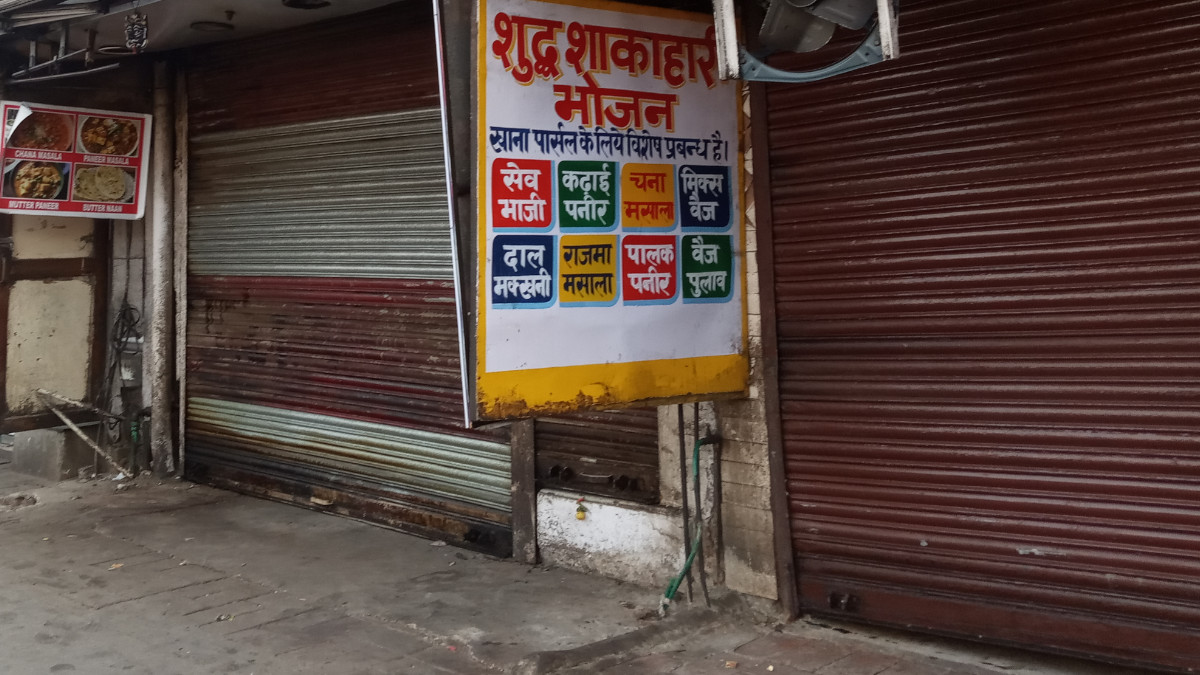 शुद्ध शाकाहारी
भोजन
खाना पार्सल के लिये विशेष प्रबन्ध है।
सेव
भाजी
कढ़ाई
पनीर
चना
मसाला
मिक्स
वैज
दाल
मक्खनी
राजमा
मसाला
पालक
पनीर
वैज
पुलाव
CHANA MASALA
PANEER MASALA
MUTTER PANEER
BUTTER NAAN